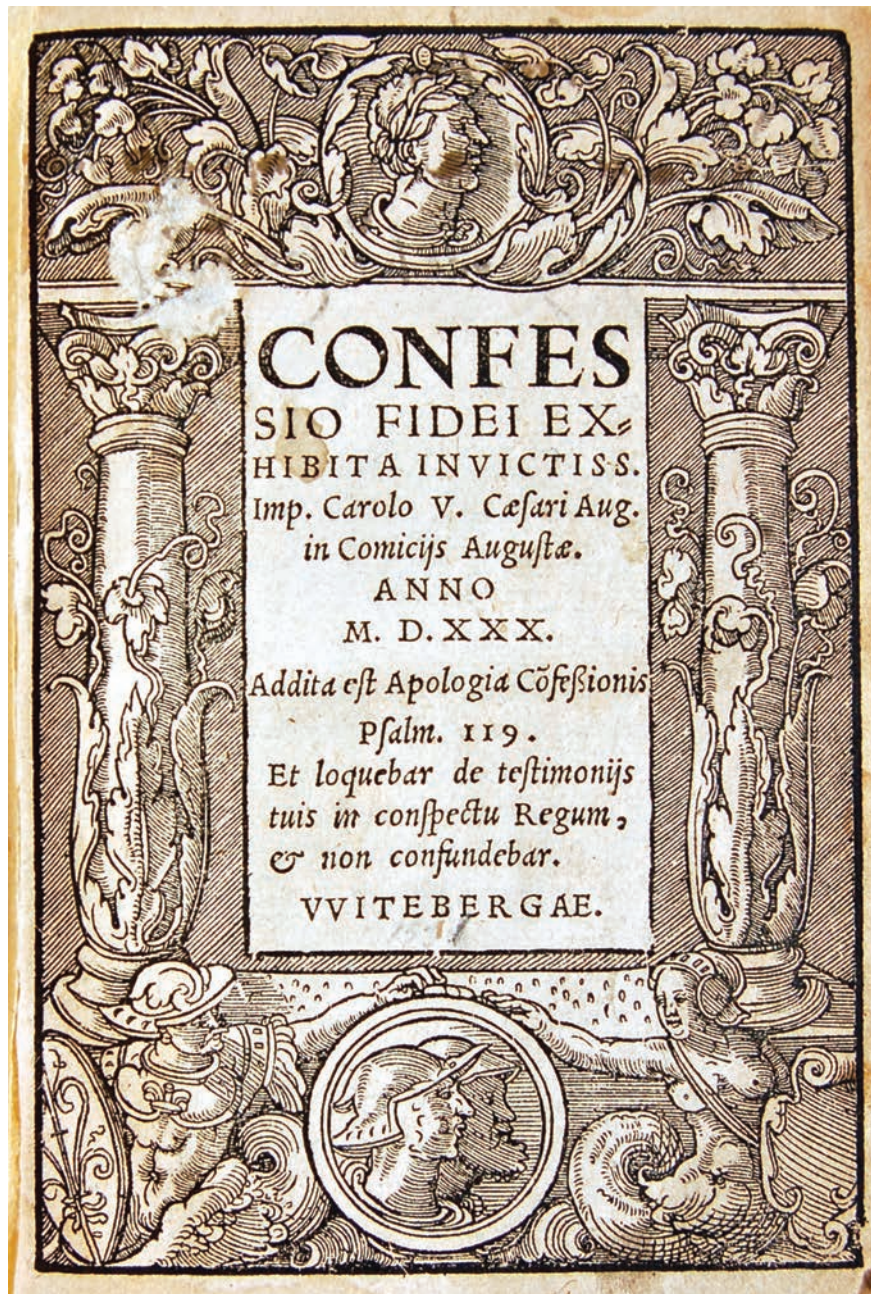 CONFES
SIO FIDEI EX⸗
HIBITA INVICTISS.
Imp. Carolo V. Cæſari Aug.
in Comicijs Auguſtæ.
ANNO
M. D. XXX.
Addita eſt Apologia Cõfeßionis
Pſalm. 119.
Et loquebar de teſtimonijs
tuis in conſpectu Regum,
& non confundebar.
VVITEBERGAE.